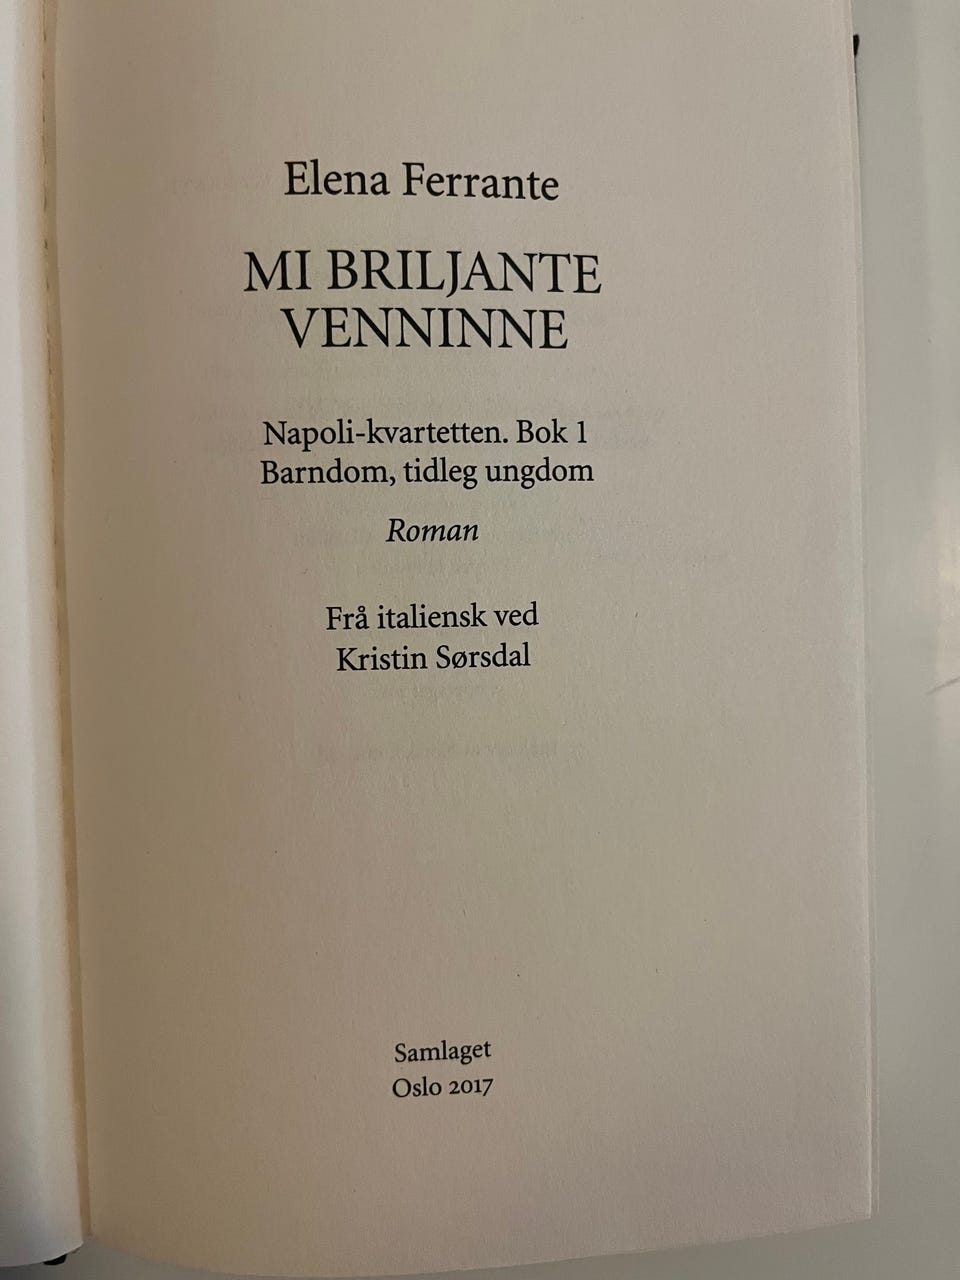 Elena Ferrante
MI BRILJANTE
VENNINNE
Napoli-kvartetten. Bok 1
Barndom, tidleg ungdom
Roman
Frå italiensk ved
Kristin Sørsdal
Samlaget
Oslo 2017